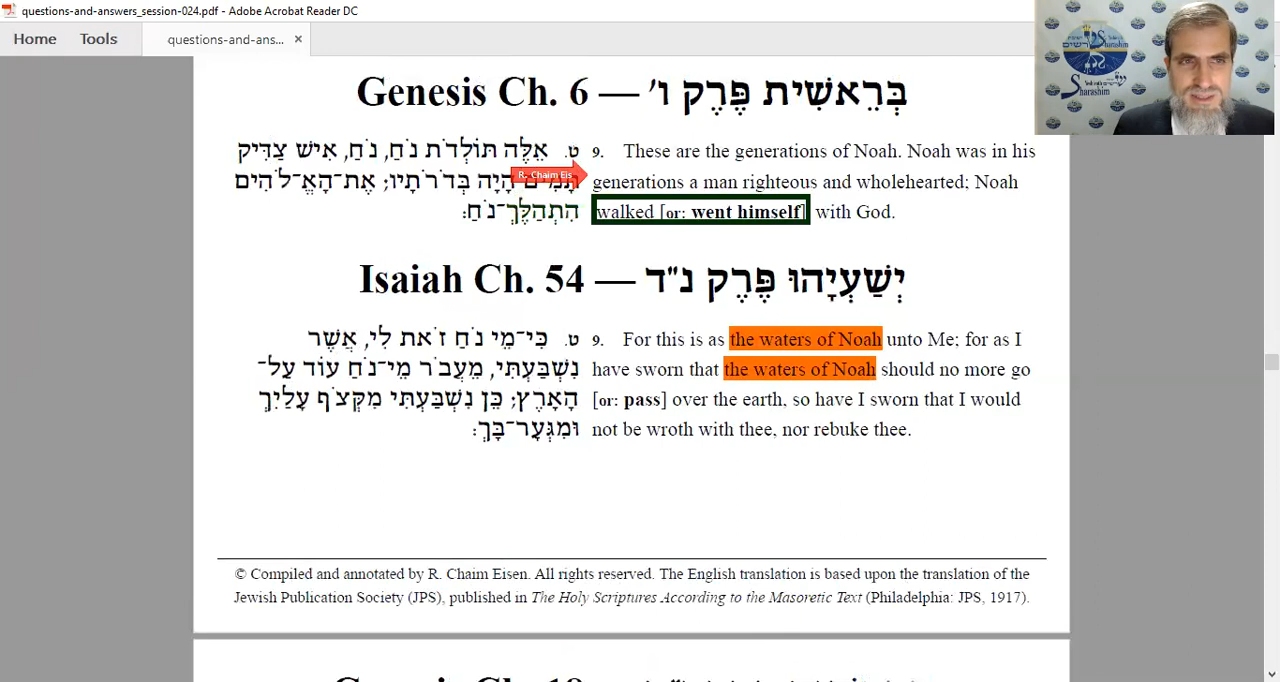 questions-and-answers_session-024.pdf - Adobe Acrobat Reader DC
Home Tools questions-and-ans... ×
Genesis Ch. 6 — בְּרֵאשִׁית פֶּרֶק ו׳
9. These are the generations of Noah. Noah was in his
generations a man righteous and wholehearted; Noah
walked [or: went himself] with God.
ט. אֵלֶּה תּוֹלְדֹת נֹחַ, נֹחַ, אִישׁ צַדִּיק
תָּמִים הָיָה בְּדֹרֹתָיו; אֶת־הָאֱ־לֹהִים
הִתְהַלֶּךְ־נֹחַ:
R. Chaim Eis
Isaiah Ch. 54 — יְשַׁעְיָהוּ פֶּרֶק נ״ד
9. For this is as the waters of Noah unto Me; for as I
have sworn that the waters of Noah should no more go
[or: pass] over the earth, so have I sworn that I would
not be wroth with thee, nor rebuke thee.
ט. כִּי־מֵי נֹחַ זֹאת לִי, אֲשֶׁר
נִשְׁבַּעְתִּי, מֵעֲבֹר מֵי־נֹחַ עוֹד עַל־
הָאָרֶץ; כֵּן נִשְׁבַּעְתִּי מִקְּצֹף עָלַיִךְ
וּמִגְּעָר־בָּךְ:
© Compiled and annotated by R. Chaim Eisen. All rights reserved. The English translation is based upon the translation of the
Jewish Publication Society (JPS), published in The Holy Scriptures According to the Masoretic Text (Philadelphia: JPS, 1917).
Sharashim